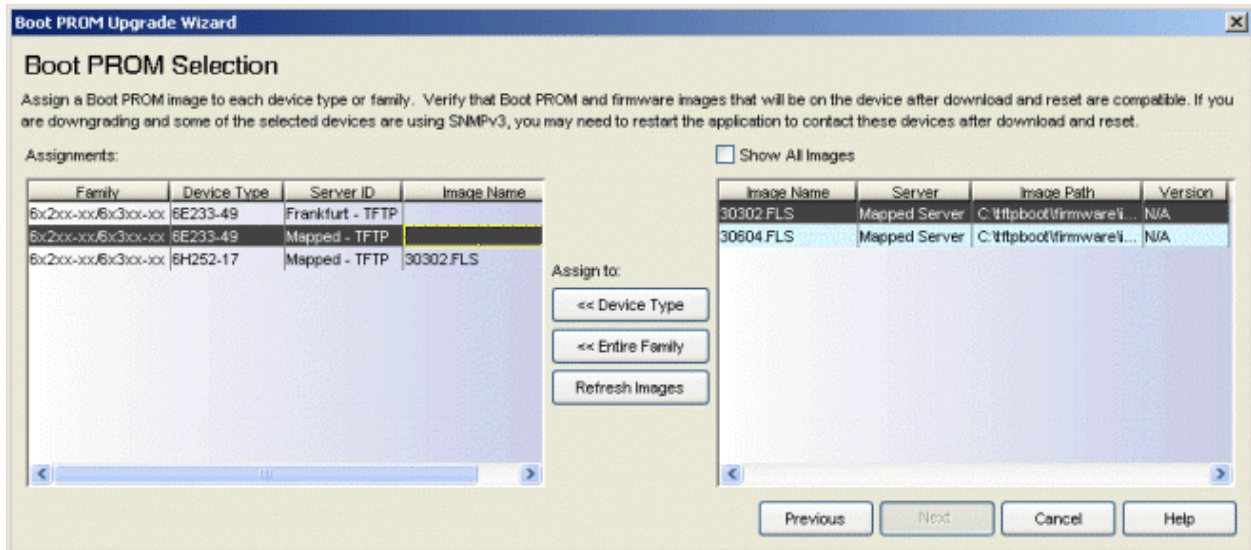 Boot PROM Upgrade Wizard
Boot PROM Selection
Assign a Boot PROM image to each device type or family. Verify that Boot PROM and firmware images that will be on the device after download and reset are compatible. If you
are downgrading and some of the selected devices are using SNMPv3, you may need to restart the application to contact these devices after download and reset.
Assignments:
Show All Images
Family Device Type Server ID Image Name
6x2xx-xx/6x3xx-xx 6E233-49 Frankfurt - TFTP
6x2xx-xx/6x3xx-xx 6E233-49 Mapped - TFTP
6x2xx-xx/6x3xx-xx 6H252-17 Mapped - TFTP 30302.FLS
Assign to:
<< Device Type
<< Entire Family
Refresh Images
Image Name Server Image Path Version
30302.FLS Mapped Server C:\tftpboot\firmware\i... N/A
30604.FLS Mapped Server C:\tftpboot\firmware\i... N/A
Previous Next Cancel Help